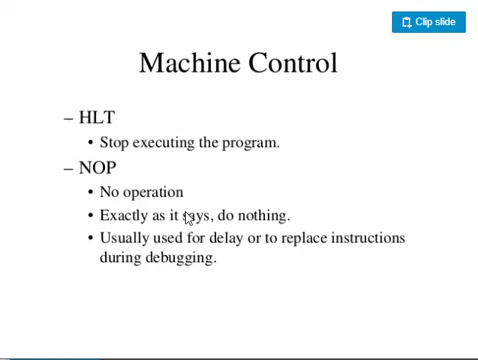 Clip slide
Machine Control
– HLT
• Stop executing the program.
– NOP
• No operation
• Exactly as it says, do nothing.
• Usually used for delay or to replace instructions
during debugging.